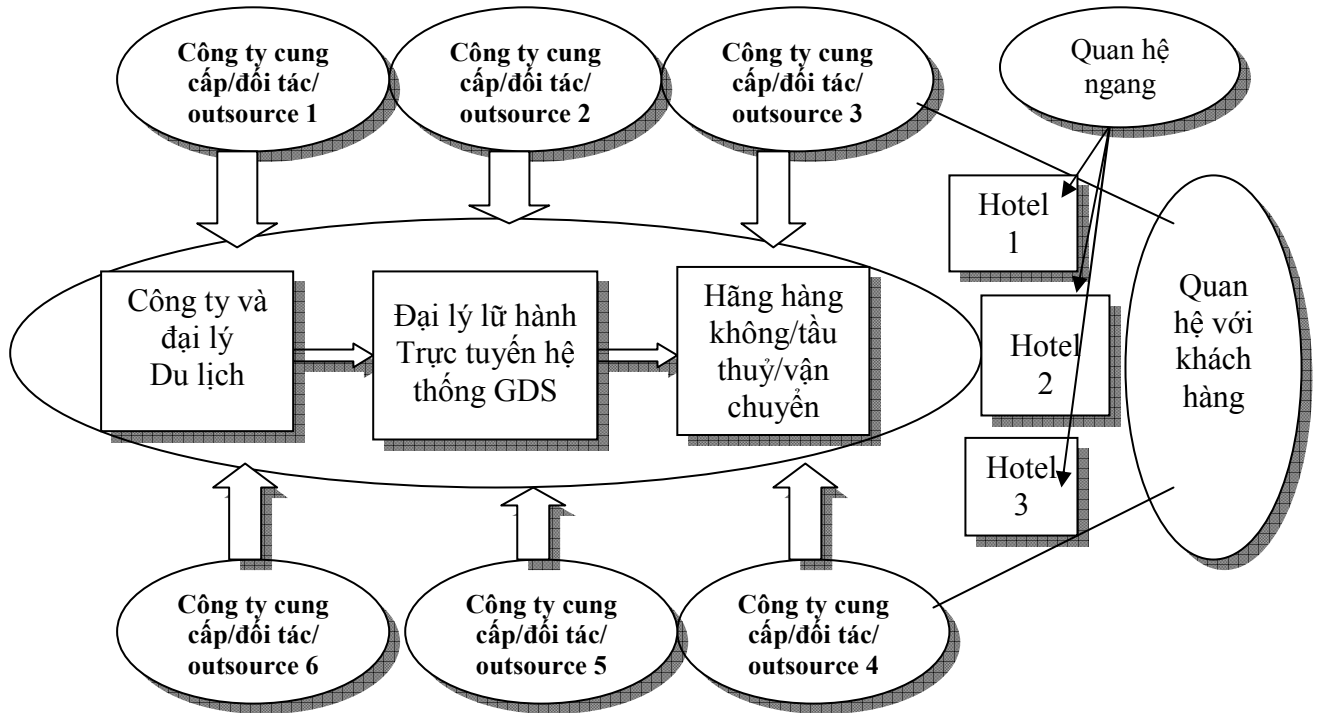 Công ty cung
cấp/đối tác/
outsource 1
Công ty cung
cấp/đối tác/
outsource 2
Công ty cung
cấp/đối tác/
outsource 3
Quan hệ
ngang
Hotel
1
Công ty và
đại lý
Du lịch
Đại lý lữ hành
Trực tuyến hệ
thống GDS
Hãng hàng
không/tầu
thuỷ/vận
chuyển
Hotel
2
Quan
hệ với
khách
hàng
Hotel
3
Công ty cung
cấp/đối tác/
outsource 6
Công ty cung
cấp/đối tác/
outsource 5
Công ty cung
cấp/đối tác/
outsource 4